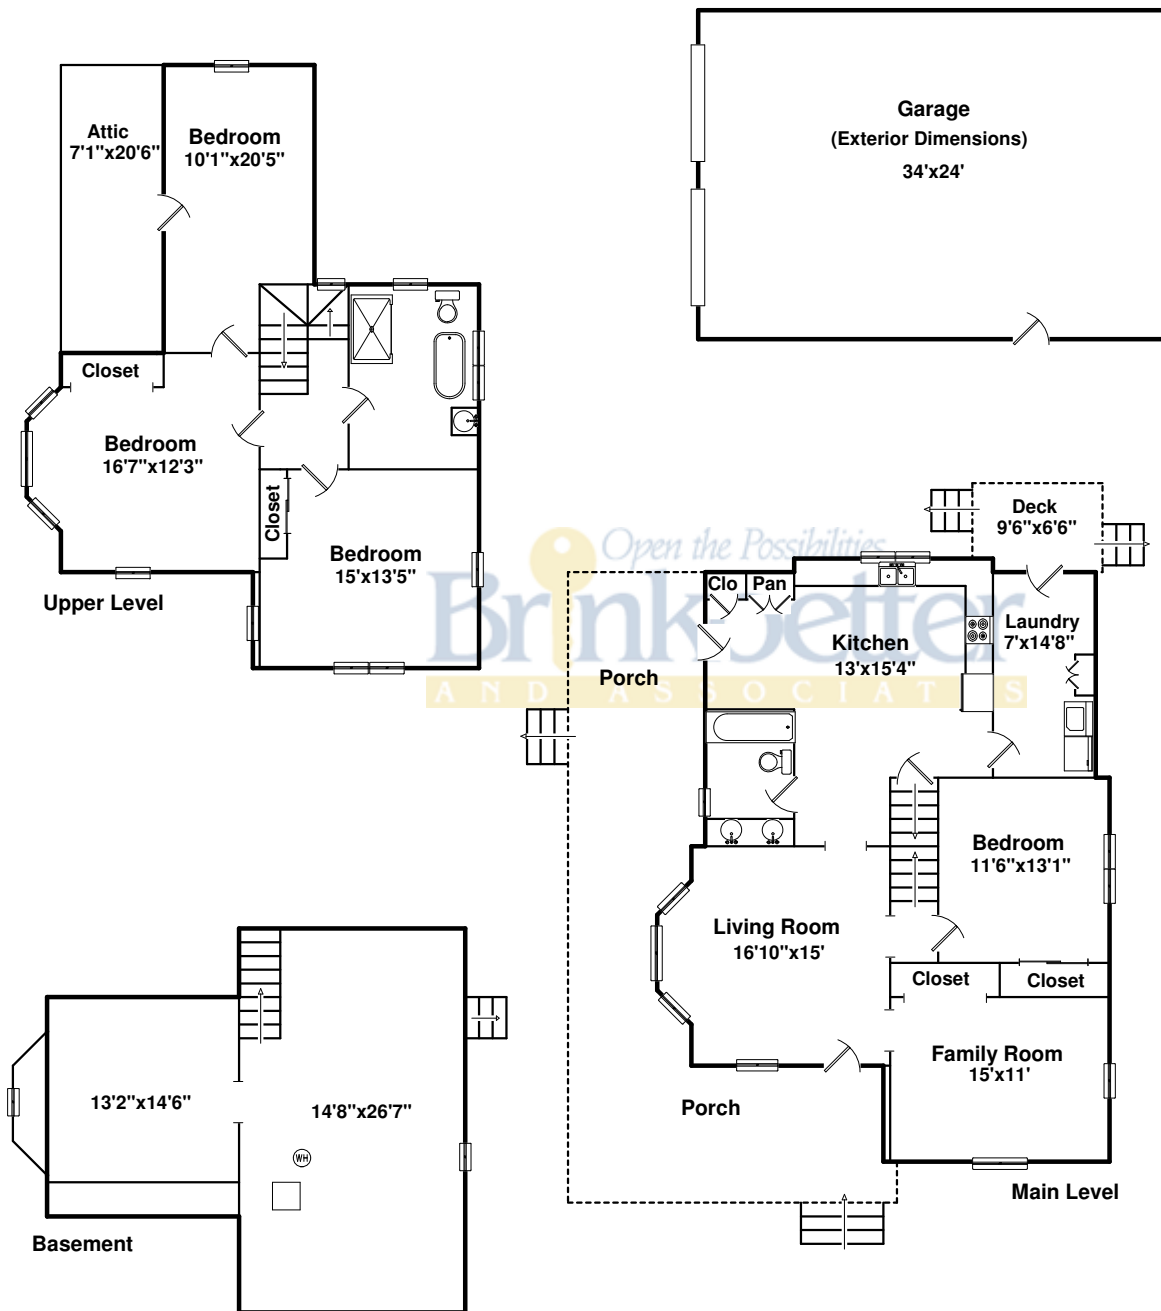 Attic
7'1"x20'6"
Bedroom
10'1"x20'5"
Closet
Bedroom
16'7"x12'3"
Closet
Bedroom
15'x13'5"
Upper Level
Garage
(Exterior Dimensions)
34'x24'
Deck
9'6"x6'6"
Open the Possibilities
Brink-Setter
AND ASSOCIATES
Clo
Pan
Kitchen
13'x15'4"
Laundry
7'x14'8"
Porch
Bedroom
11'6"x13'1"
Living Room
16'10"x15'
Closet
Closet
Family Room
15'x11'
Porch
Main Level
13'2"x14'6"
14'8"x26'7"
WH
Basement